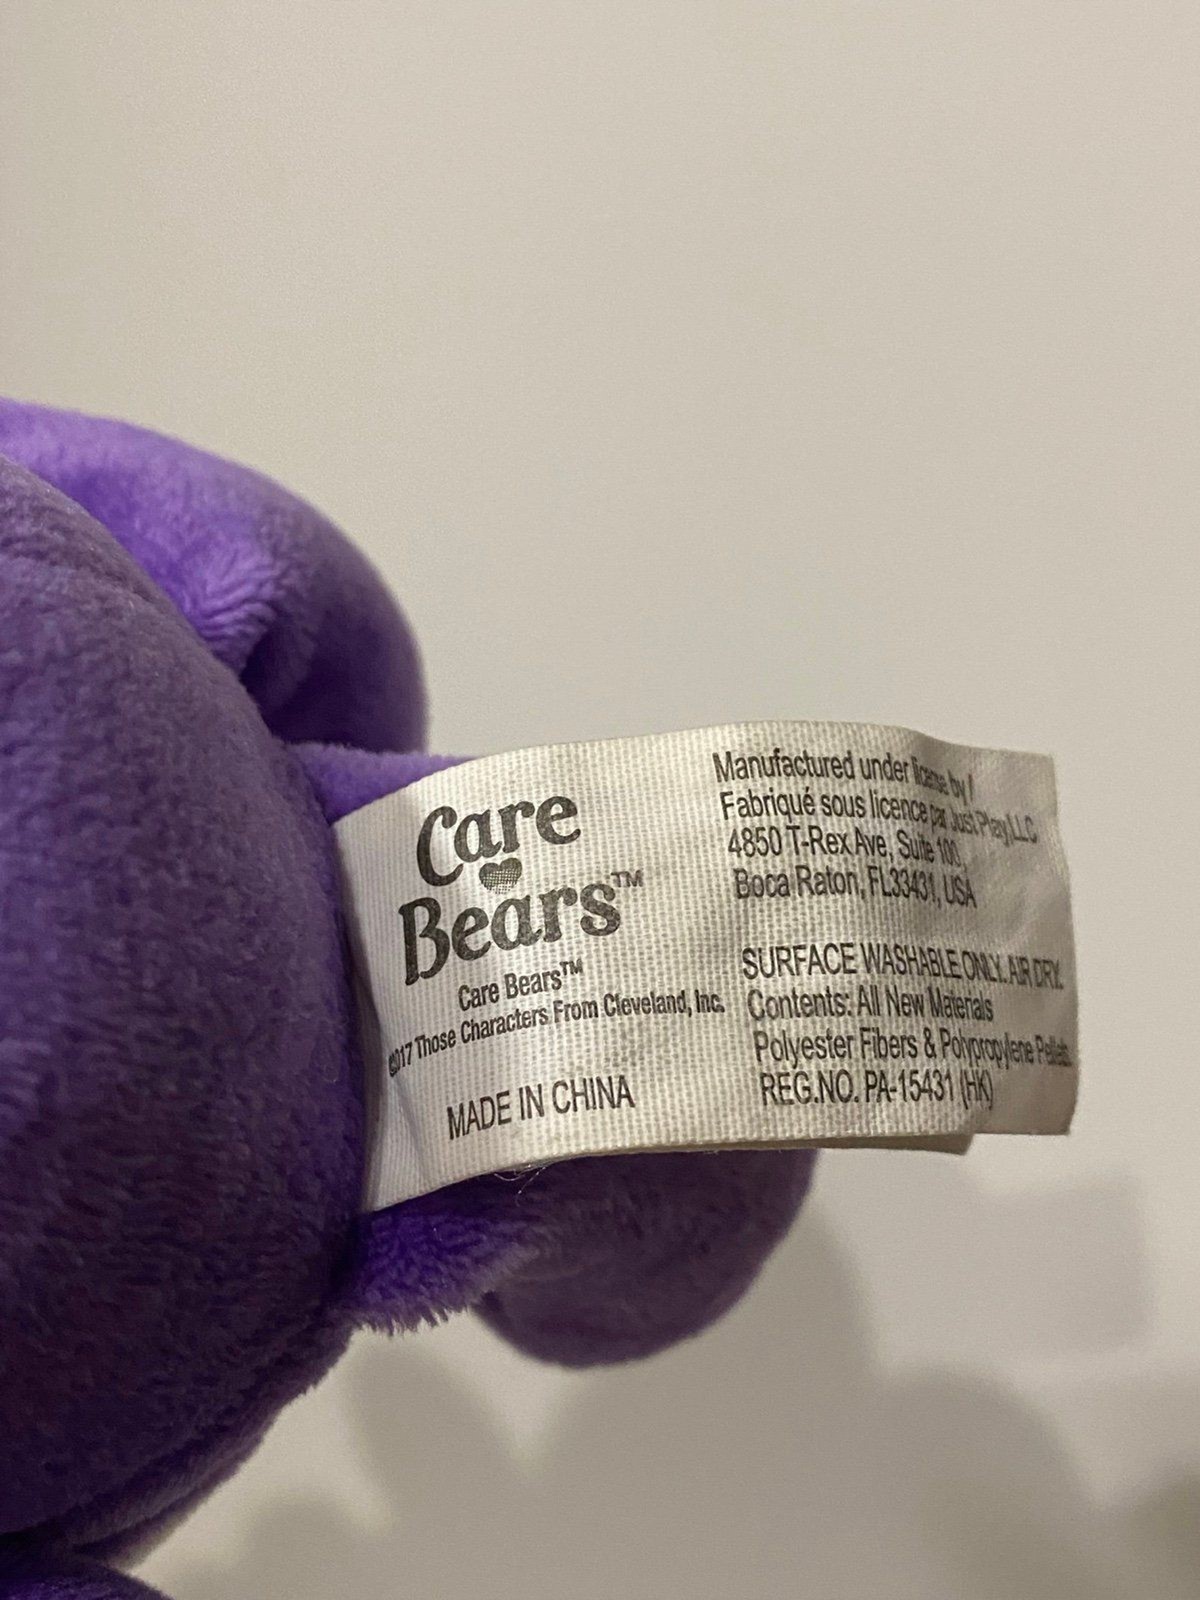 Care
Bears™
Care Bears™
©2017 Those Characters From Cleveland, Inc.
MADE IN CHINA
Manufactured under license by /
Fabriqué sous licence par Just Play, LLC
4850 T-Rex Ave, Suite 100,
Boca Raton, FL33431, USA
SURFACE WASHABLE ONLY. AIR DRY.
Contents: All New Materials
Polyester Fibers & Polypropylene Pellets
REG.NO. PA-15431 (HK)